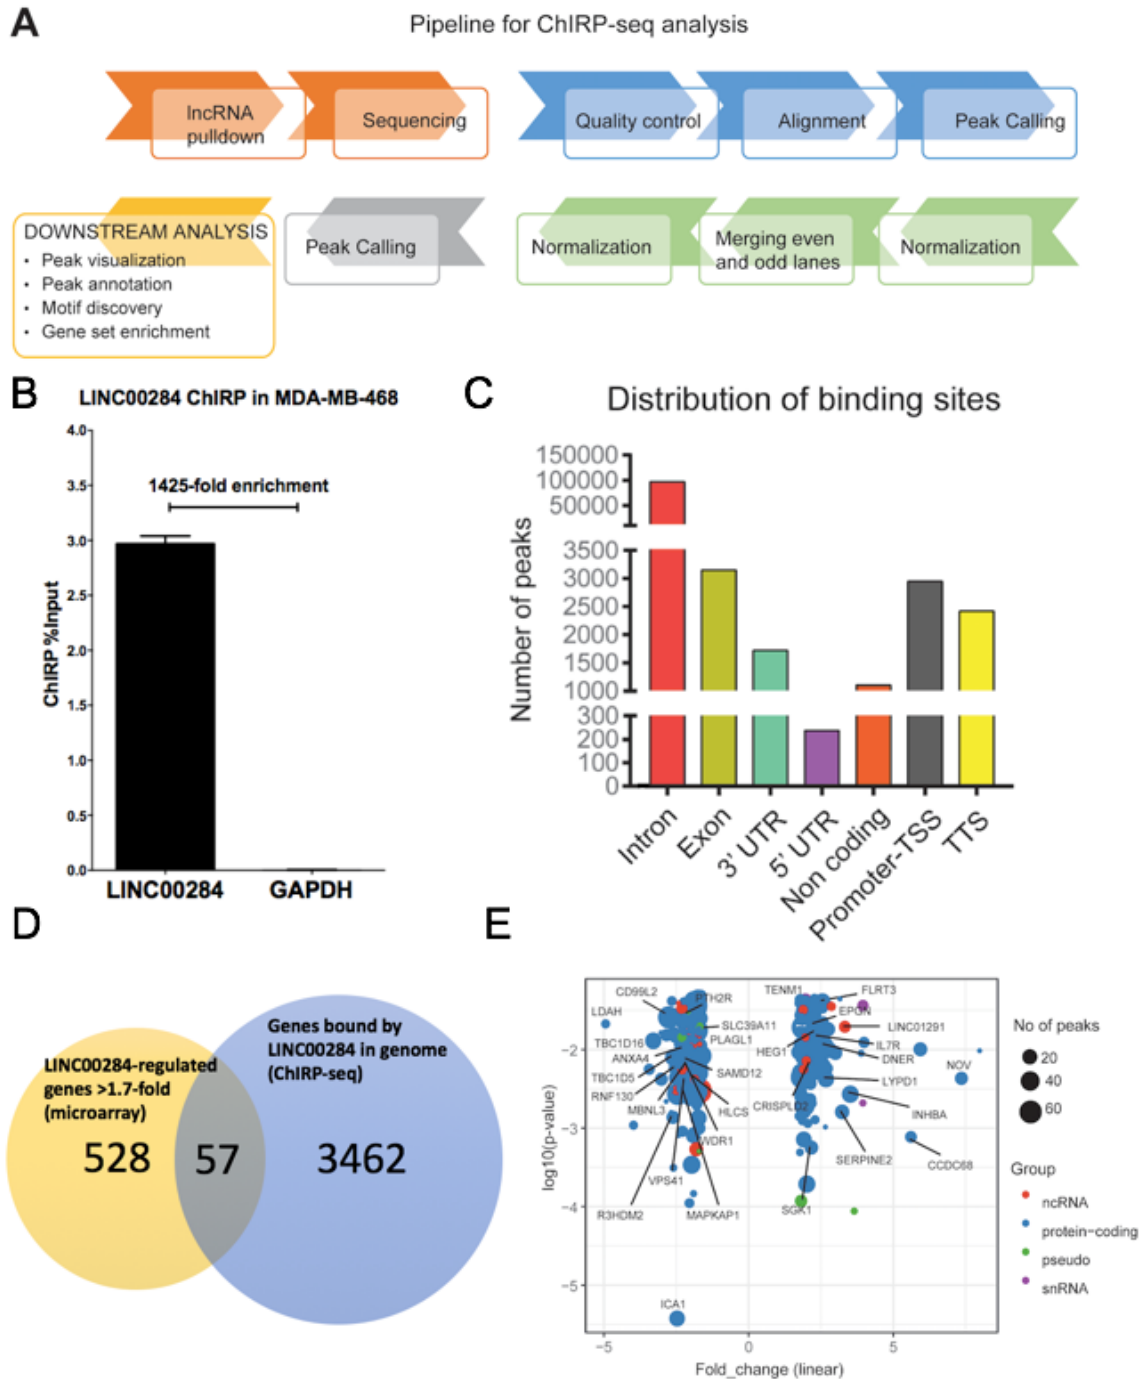 A
Pipeline for ChIRP-seq analysis
lncRNA
pulldown
Sequencing
Quality control
Alignment
Peak Calling
DOWNSTREAM ANALYSIS
• Peak visualization
• Peak annotation
• Motif discovery
• Gene set enrichment
Peak Calling
Normalization
Merging even
and odd lanes
Normalization
B
LINC00284 ChIRP in MDA-MB-468
4.0
3.5
3.0
2.5
2.0
1.5
1.0
0.5
0.0
ChIRP %Input
1425-fold enrichment
LINC00284
GAPDH
C
Distribution of binding sites
Number of peaks
150000
100000
50000
3500
3000
2500
2000
1500
1000
300
200
100
0
Intron
Exon
3' UTR
5' UTR
Non coding
Promoter-TSS
TTS
D
LINC00284-regulated
genes >1.7-fold
(microarray)
528
57
Genes bound by
LINC00284 in genome
(ChIRP-seq)
3462
E
log10(p-value)
−2
−3
−4
−5
−5
0
5
Fold_change (linear)
CD99L2
PTH2R
LDAH
SLC39A11
TBC1D16
PLAGL1
ANXA4
TBC1D5
SAMD12
RNF130
MBNL3
HLCS
WDR1
VPS41
R3HDM2
MAPKAP1
ICA1
TENM1
FLRT3
EPGN
LINC01291
IL7R
HEG1
DNER
NOV
LYPD1
CRISPLD2
INHBA
SERPINE2
CCDC68
SGK1
No of peaks
20
40
60
Group
ncRNA
protein−coding
pseudo
snRNA